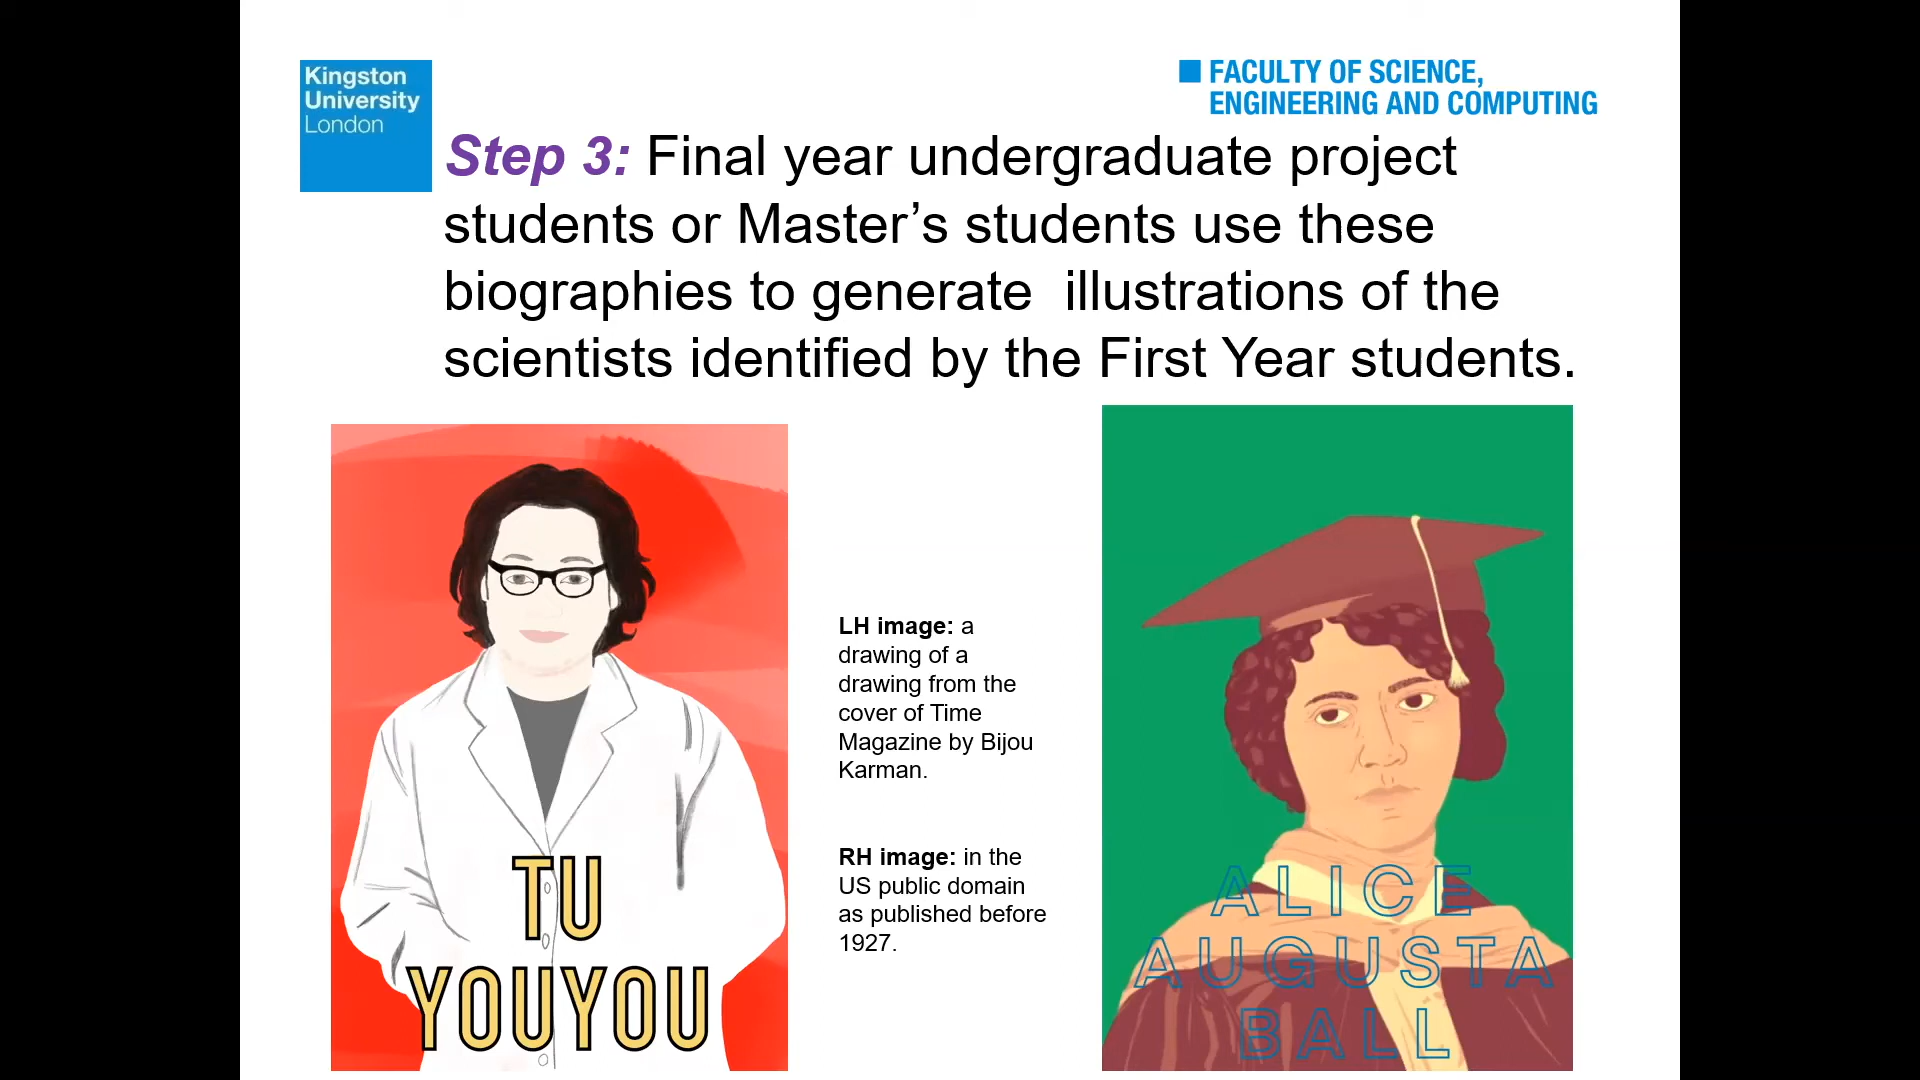 Kingston
University
London
FACULTY OF SCIENCE,
ENGINEERING AND COMPUTING
Step 3: Final year undergraduate project
students or Master’s students use these
biographies to generate  illustrations of the
scientists identified by the First Year students.
TU
YOUYOU
LH image: a
drawing of a
drawing from the
cover of Time
Magazine by Bijou
Karman.
RH image: in the
US public domain
as published before
1927.
ALICE
AUGUSTA
BALL